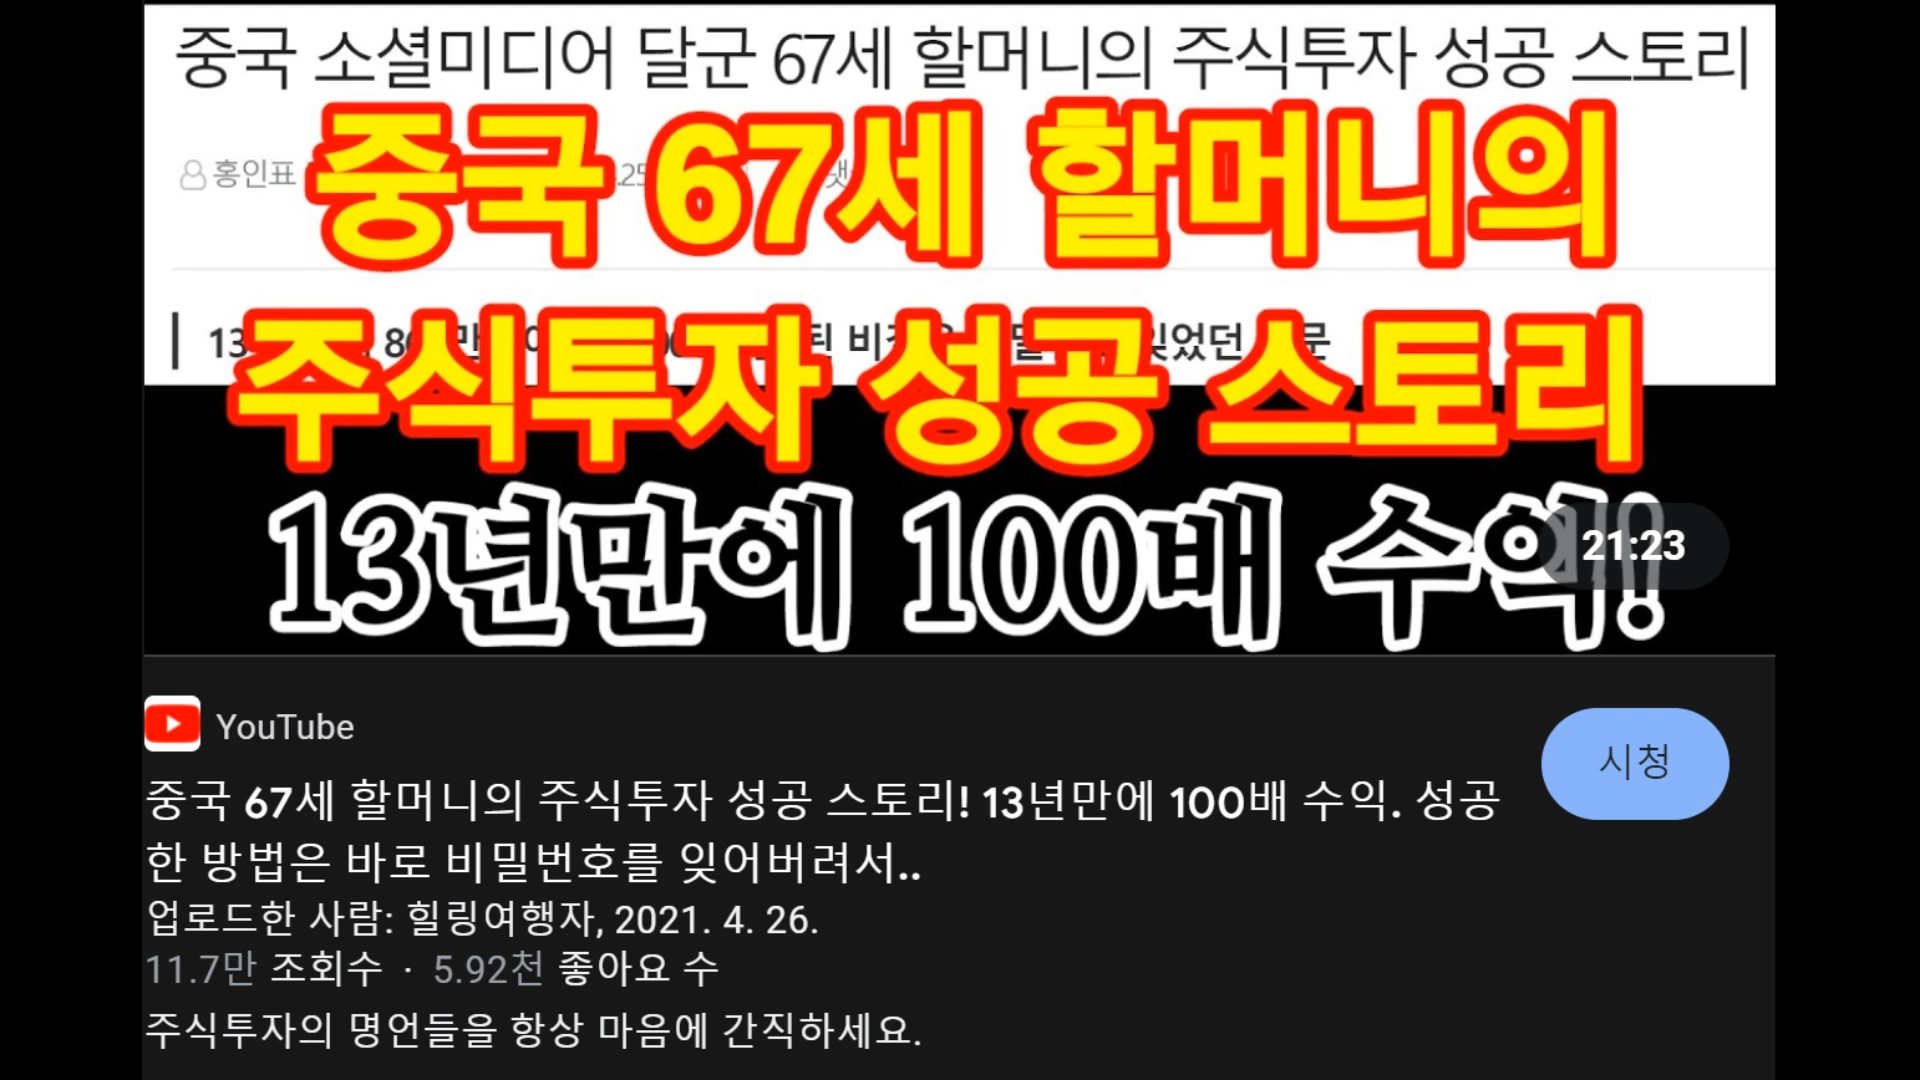 중국 소셜미디어 달군 67세 할머니의 주식투자 성공 스토리
중국 67세 할머니의
홍인표
주식투자 성공 스토리
13년만에 100배 수익!
21:23
YouTube
시청
중국 67세 할머니의 주식투자 성공 스토리! 13년만에 100배 수익. 성공
한 방법은 바로 비밀번호를 잊어버려서..
업로드한 사람: 힐링여행자, 2021. 4. 26.
11.7만 조회수 · 5.92천 좋아요 수
주식투자의 명언들을 항상 마음에 간직하세요.